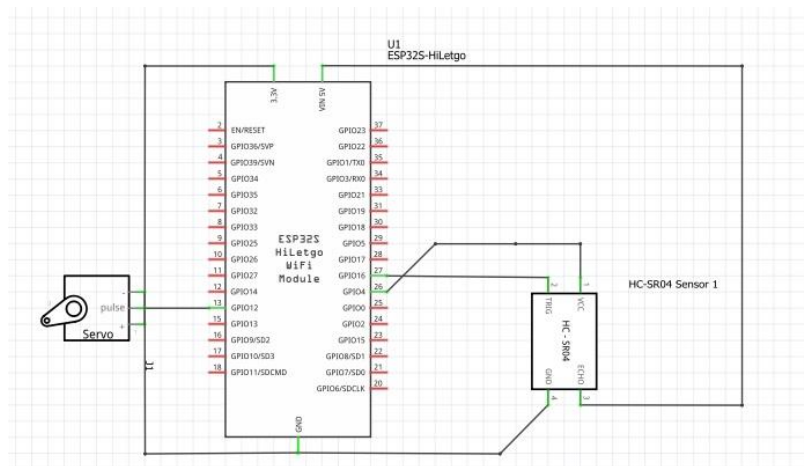 U1
ESP32S-HiLetgo
3.3V
VIN 5V
2 EN/RESET
3 GPIO36/SVP
4 GPIO39/SVN
5 GPIO34
6 GPIO35
7 GPIO32
8 GPIO33
9 GPIO25
10 GPIO26
11 GPIO27
12 GPIO14
13 GPIO12
15 GPIO13
16 GPIO9/SD2
17 GPIO10/SD3
18 GPIO11/SDCMD
ESP32S
HiLetgo
WiFi
Module
GPIO23 37
GPIO22 36
GPIO1/TX0 35
GPIO3/RX0 34
GPIO21 33
GPIO19 31
GPIO18 30
GPIO5 29
GPIO17 28
GPIO16 27
GPIO4 26
GPIO0 25
GPIO2 24
GPIO15 23
GPIO8/SD1 22
GPIO7/SD0 21
GPIO6/SDCLK 20
GND
-
pulse
+
Servo
J1
HC-SR04 Sensor 1
2 1
TRIG VCC
HC - SR04
GND ECHO
4 3